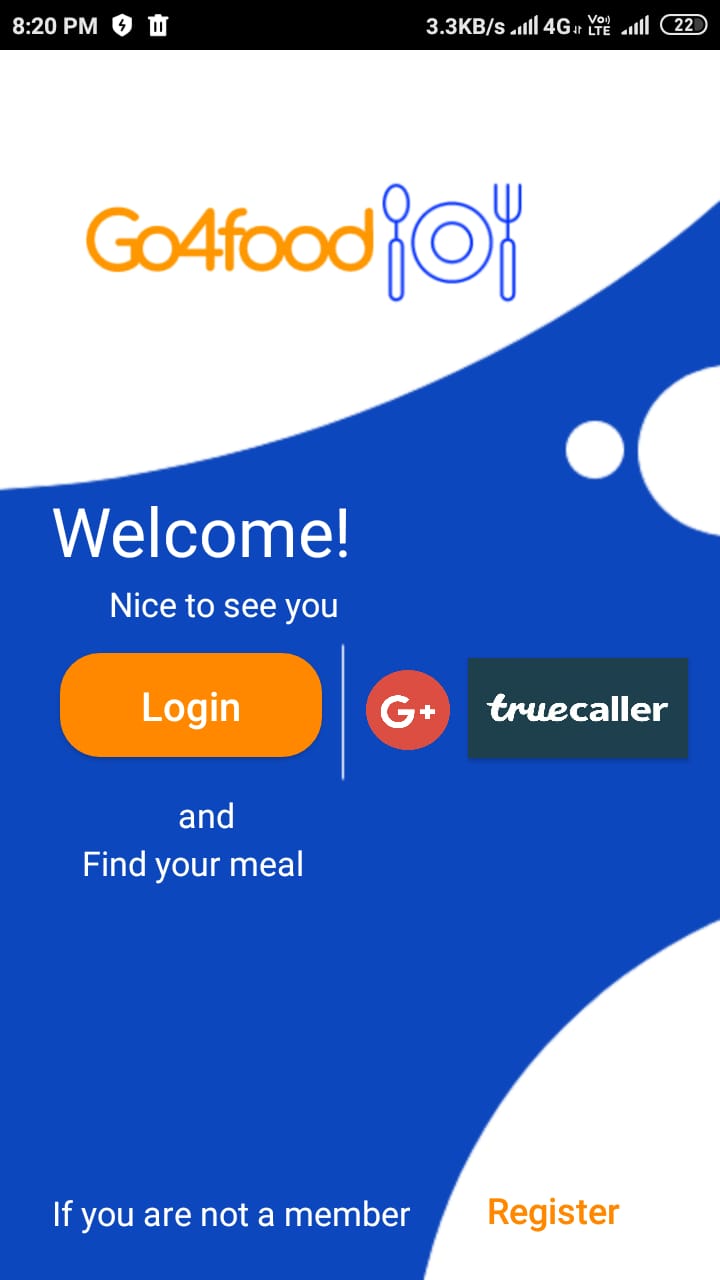 8:20 PM 3.3KB/s 4G Vo) LTE 22
Go4food
Welcome!
Nice to see you
Login G+ truecaller
and
Find your meal
If you are not a member Register